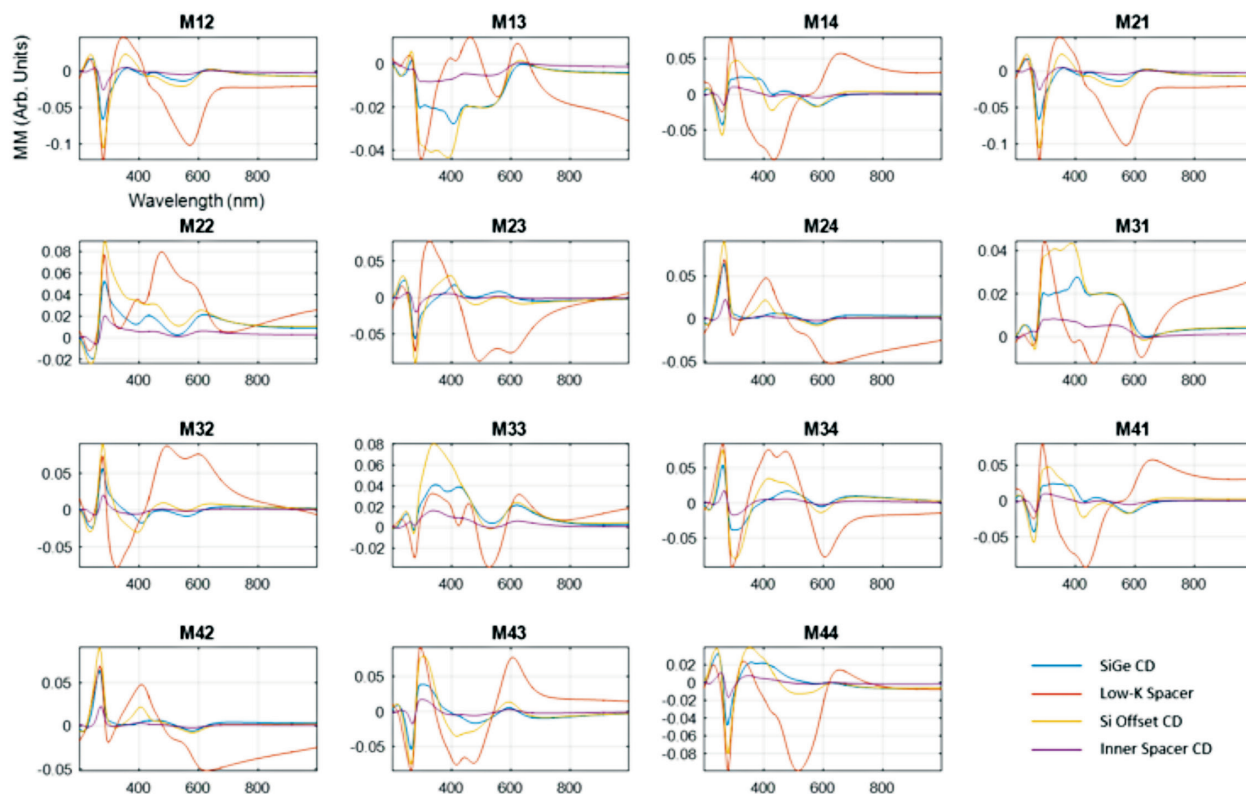 M12 M13 M14 M21
MM (Arb. Units)
0 0 0.05 0
-0.05 -0.02 0 -0.05
-0.1 -0.04 -0.05 -0.1
400 600 800 400 600 800 400 600 800 400 600 800
Wavelength (nm)
M22 M23 M24 M31
0.08 0.05 0.05 0.04
0.06
0.04 0 0.02
0.02 0
0 -0.05 0
-0.02 -0.05
400 600 800 400 600 800 400 600 800 400 600 800
M32 M33 M34 M41
0.05 0.08 0.05 0.05
0.06
0.04
0 0.02 0 0
0
-0.05 -0.02 -0.05 -0.05
400 600 800 400 600 800 400 600 800 400 600 800
M42 M43 M44
0.05 0.05 0.02
0
0 0 -0.02
-0.04
-0.06
-0.05 -0.05 -0.08
400 600 800 400 600 800 400 600 800
SiGe CD
Low-K Spacer
Si Offset CD
Inner Spacer CD